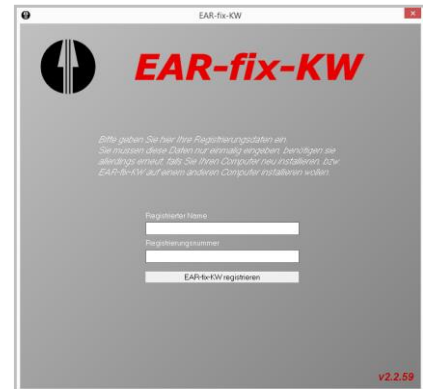 EAR-fix-KW
EAR-fix-KW
Bitte geben Sie hier Ihre Registrierungsdaten ein.
Sie müssen diese Daten nur einmalig eingeben, benötigen sie
allerdings erneut, falls Sie Ihren Computer neu installieren, bzw.
EAR-fix-KW auf einem anderen Computer installieren wollen.
Registrierter Name
Registrierungsnummer
EAR-fix-KW registrieren
v2.2.59